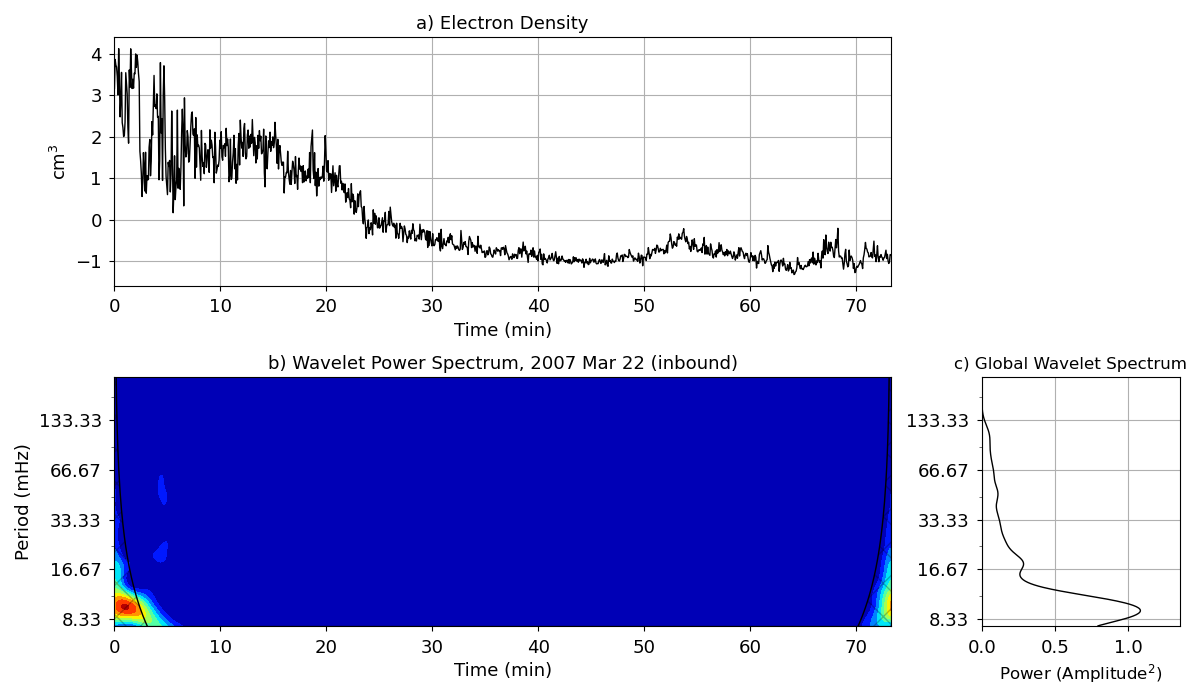 a) Electron Density
4
3
2
1
0
−1
cm³
0 10 20 30 40 50 60 70
Time (min)
b) Wavelet Power Spectrum, 2007 Mar 22 (inbound)
133.33
66.67
33.33
16.67
8.33
Period (mHz)
0 10 20 30 40 50 60 70
Time (min)
c) Global Wavelet Spectrum
133.33
66.67
33.33
16.67
8.33
0.0 0.5 1.0
Power (Amplitude²)